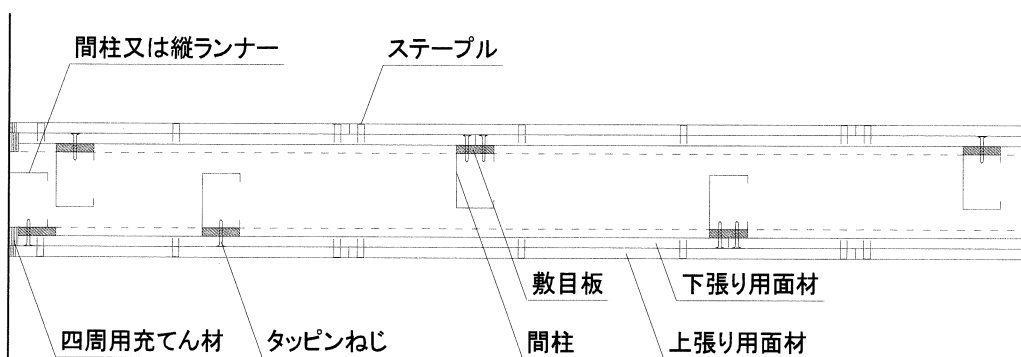 間柱又は縦ランナー
ステープル
敷目板
下張り用面材
四周用充てん材
タッピンねじ
間柱
上張り用面材